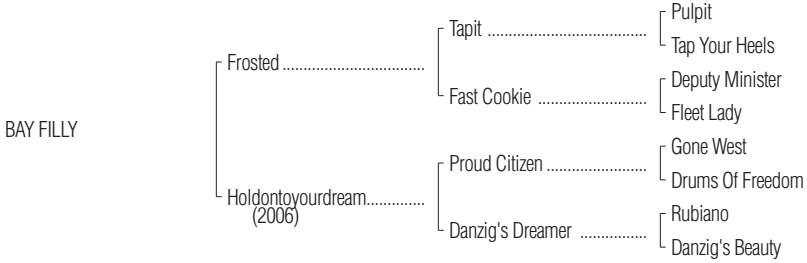 Pulpit
Tapit ....................................
Tap Your Heels
Frosted ................................
Deputy Minister
Fast Cookie ........................
Fleet Lady
BAY FILLY
Gone West
Proud Citizen .......................
Drums Of Freedom
Holdontoyourdream.............
(2006)
Rubiano
Danzig's Dreamer ................
Danzig's Beauty